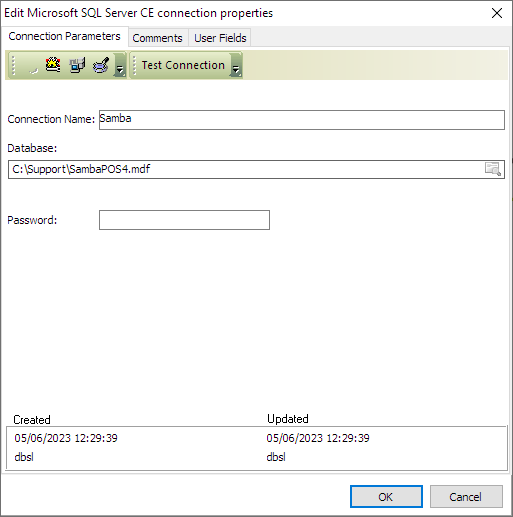 Edit Microsoft SQL Server CE connection properties
Connection Parameters Comments User Fields
Test Connection
Connection Name: Samba
Database:
C:\Support\SambaPOS4.mdf
Password:
Created Updated
05/06/2023 12:29:39 05/06/2023 12:29:39
dbsl dbsl
OK Cancel